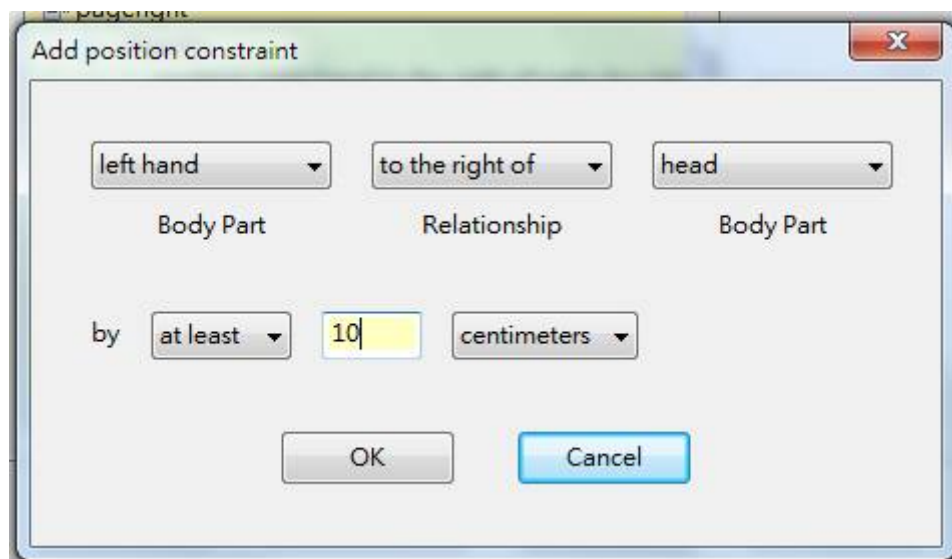 pageright
Add position constraint
left hand to the right of head
Body Part Relationship Body Part
by at least 10 centimeters
OK Cancel